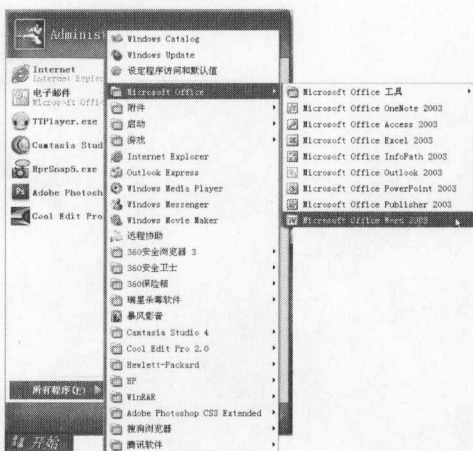 Administ
Internet
Internet Explo
电子邮件
Microsoft Offic
TTPlayer.exe
Camtasia Stud
HprSnap5.exe
Adobe Photosh
Cool Edit Pro
所有程序(P)
开始
Windows Catalog
Windows Update
设定程序访问和默认值
Microsoft Office
附件
启动
游戏
Internet Explorer
Outlook Express
Windows Media Player
Windows Messenger
Windows Movie Maker
远程协助
360安全浏览器 3
360安全卫士
360保险箱
瑞星杀毒软件
暴风影音
Camtasia Studio 4
Cool Edit Pro 2.0
Hewlett-Packard
HP
WinRAR
Adobe Photoshop CS3 Extended
搜狗浏览器
腾讯软件
Microsoft Office 工具
Microsoft Office OneNote 2003
Microsoft Office Access 2003
Microsoft Office Excel 2003
Microsoft Office InfoPath 2003
Microsoft Office Outlook 2003
Microsoft Office PowerPoint 2003
Microsoft Office Publisher 2003
Microsoft Office Word 2003